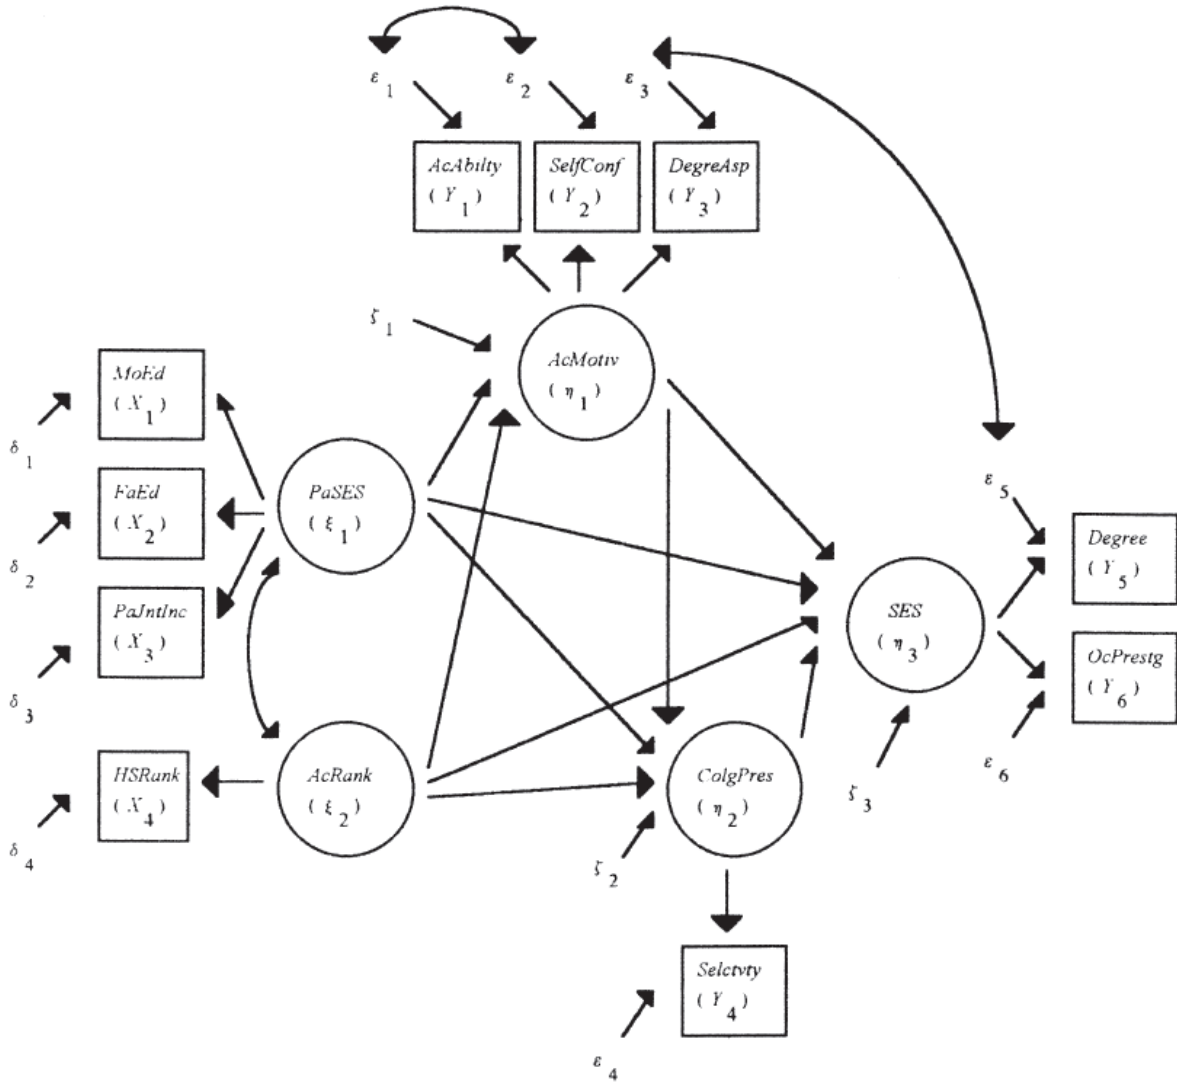 ε 1
ε 2
ε 3
AcAbilty
( Y 1 )
SelfConf
( Y 2 )
DegreAsp
( Y 3 )
ζ 1
AcMotiv
( η 1 )
MoEd
( X 1 )
δ 1
PaSES
( ξ 1 )
FaEd
( X 2 )
δ 2
ε 5
Degree
( Y 5 )
PaJntInc
( X 3 )
δ 3
SES
( η 3 )
OcPrestg
( Y 6 )
ε 6
HSRank
( X 4 )
δ 4
AcRank
( ξ 2 )
ColgPres
( η 2 )
ζ 3
ζ 2
Selctvty
( Y 4 )
ε 4